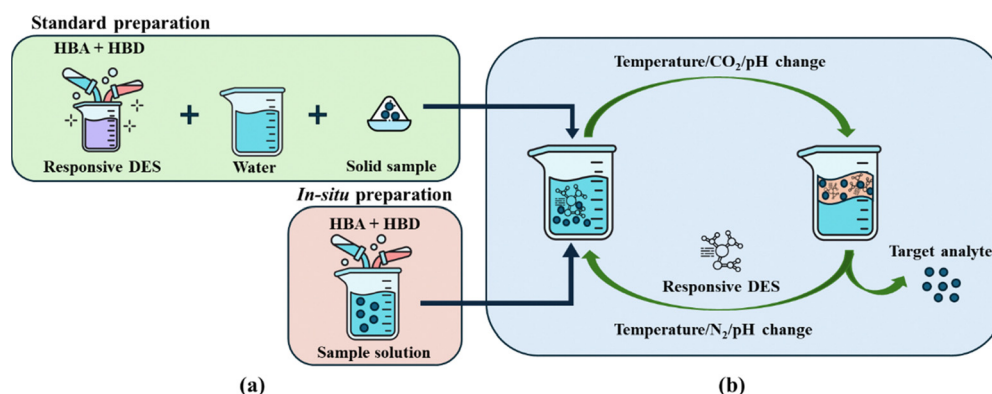 Standard preparation
HBA + HBD
+
+
Responsive DES
Water
Solid sample
In-situ preparation
HBA + HBD
Sample solution
(a)
Temperature/CO₂/pH change
Responsive DES
Target analyte
Temperature/N₂/pH change
(b)